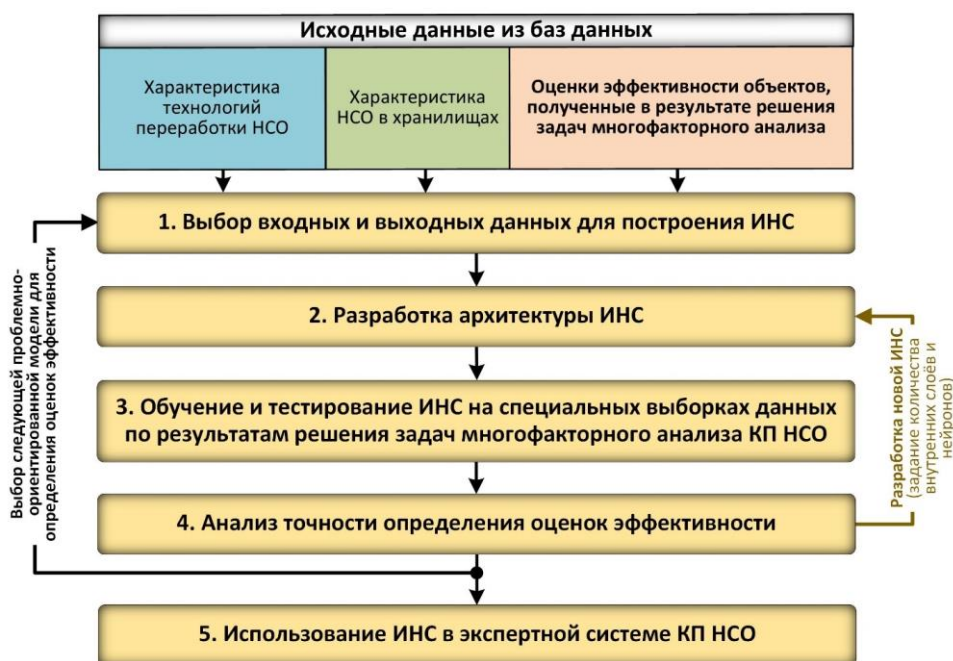 Исходные данные из баз данных
Характеристика
технологий
переработки НСО
Характеристика
НСО в хранилищах
Оценки эффективности объектов,
полученные в результате решения
задач многофакторного анализа
1. Выбор входных и выходных данных для построения ИНС
2. Разработка архитектуры ИНС
3. Обучение и тестирование ИНС на специальных выборках данных
по результатам решения задач многофакторного анализа КП НСО
4. Анализ точности определения оценок эффективности
5. Использование ИНС в экспертной системе КП НСО
Выбор следующей проблемно-
ориентированной модели для
определения оценок эффективности
Разработка новой ИНС
(задание количества
внутренних слоёв и
нейронов)